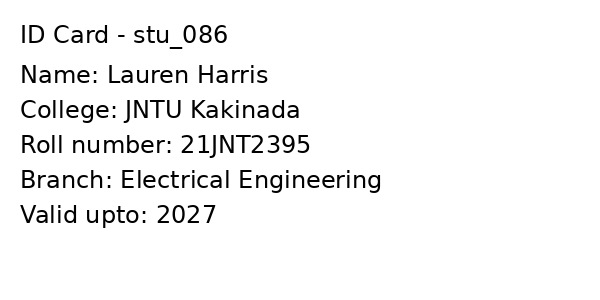 ID Card - stu_086
Name: Lauren Harris
College: JNTU Kakinada
Roll number: 21JNT2395
Branch: Electrical Engineering
Valid upto: 2027